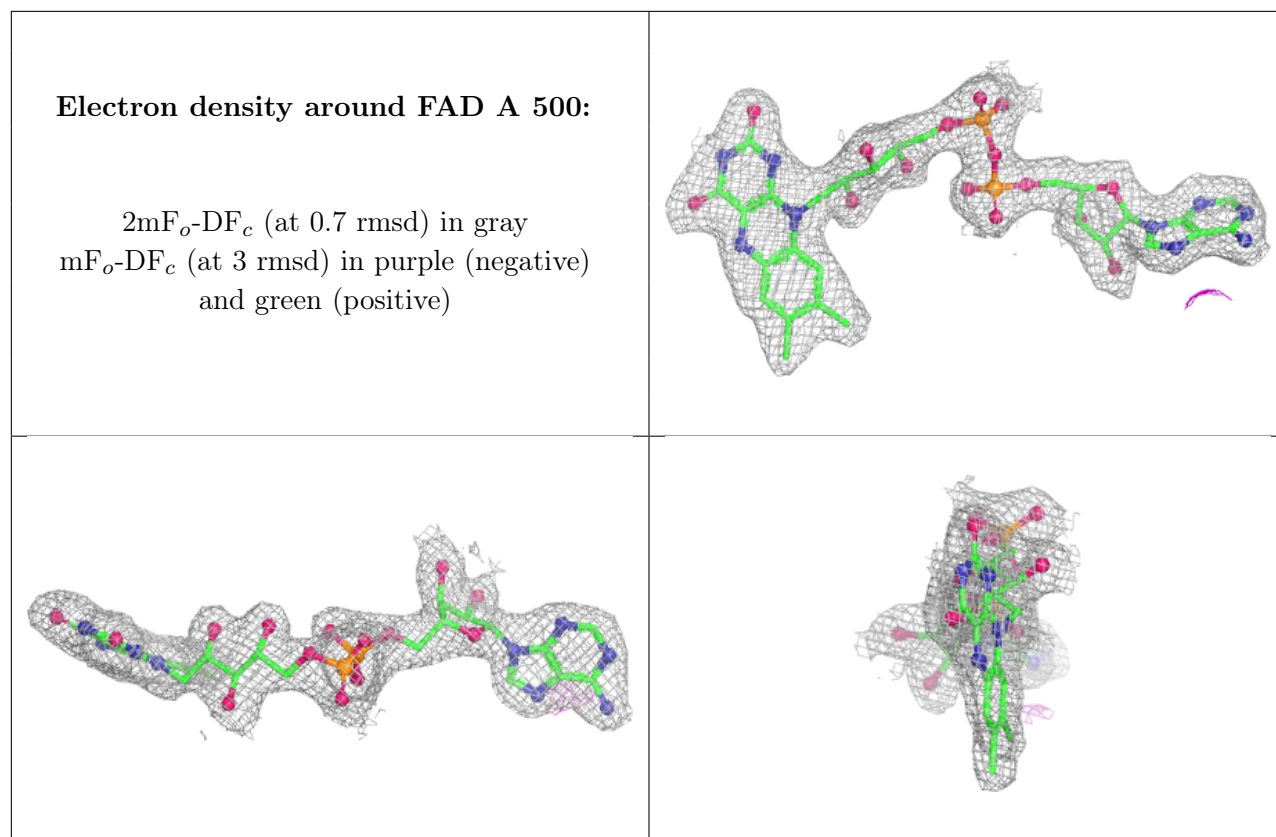 Electron density around FAD A 500:
2mFo-DFc (at 0.7 rmsd) in gray
mFo-DFc (at 3 rmsd) in purple (negative)
and green (positive)